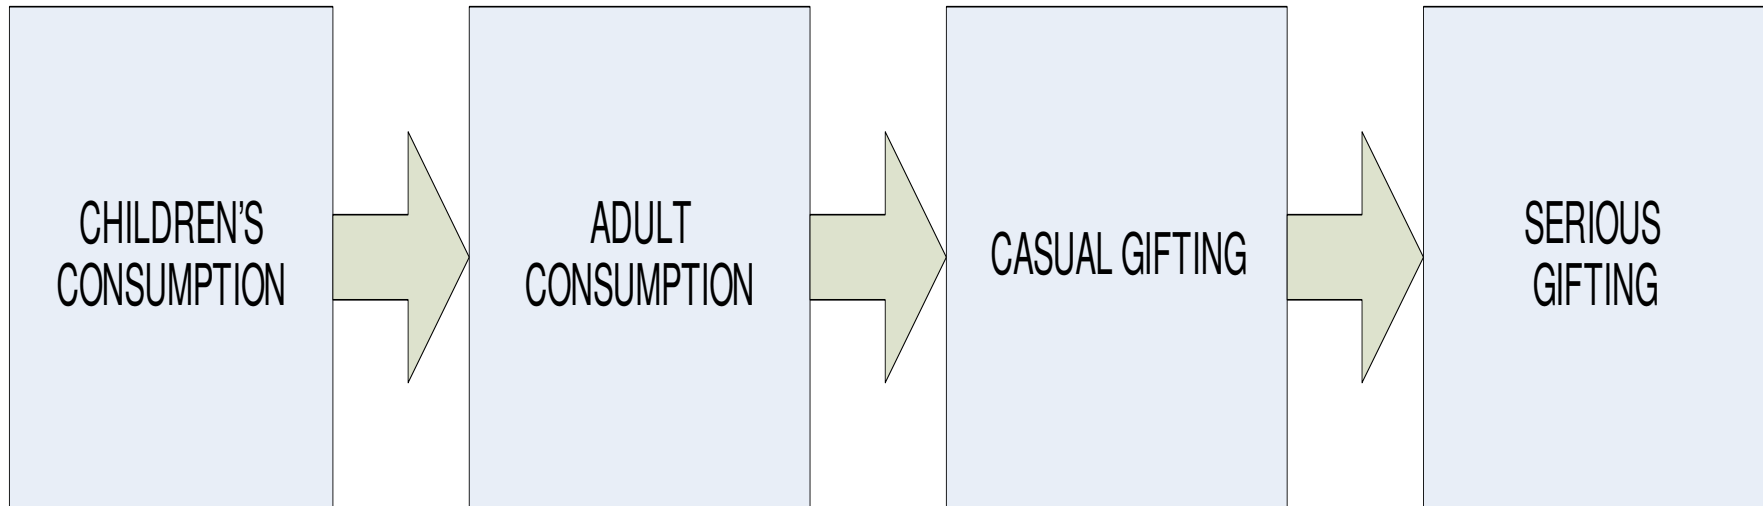 CHILDREN’S
CONSUMPTION
ADULT
CONSUMPTION
CASUAL GIFTING
SERIOUS
GIFTING